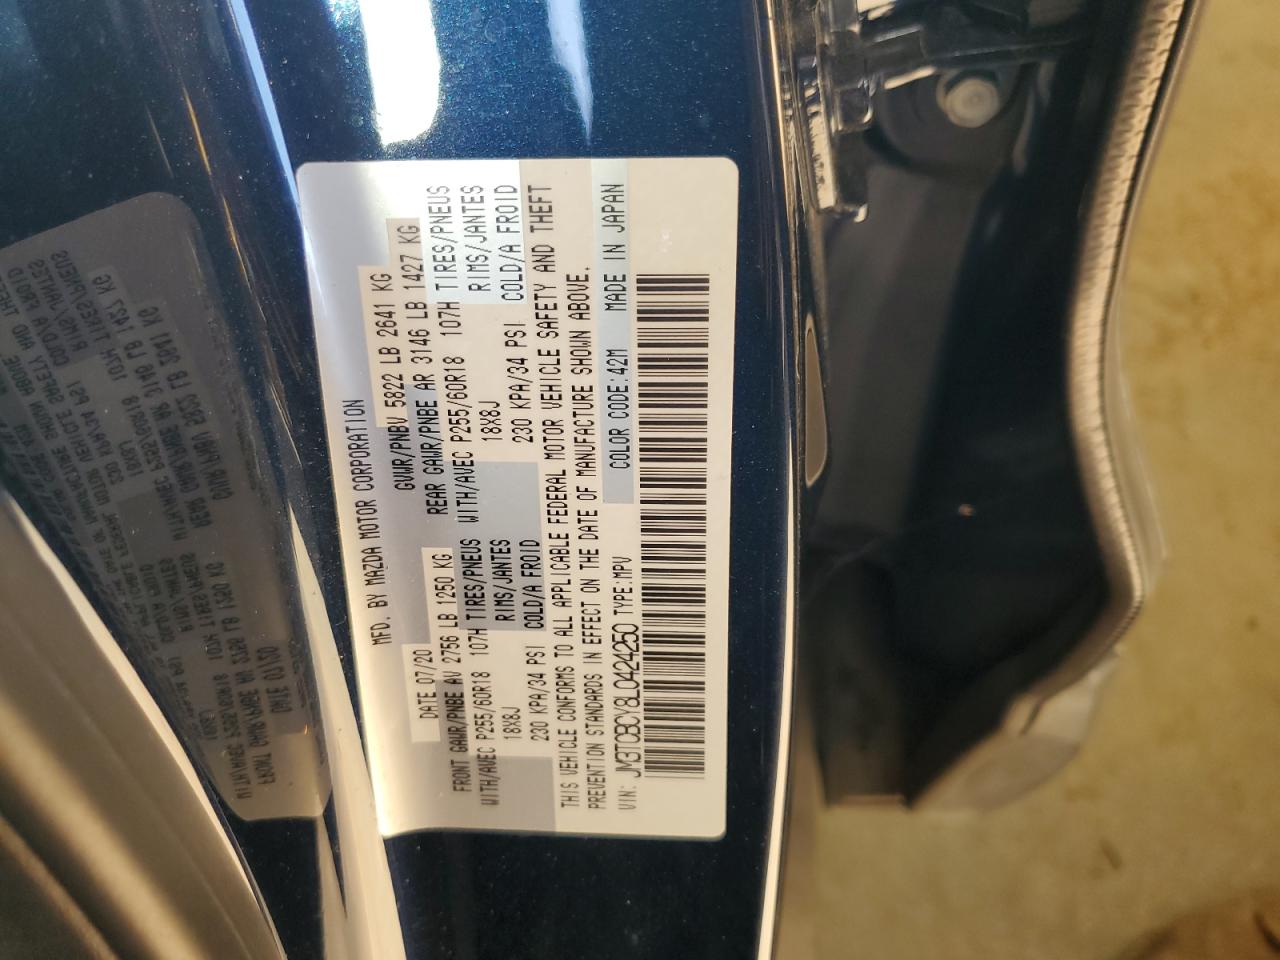 MFD. BY MAZDA MOTOR CORPORATION
DATE 07/20 GVWR/PNBV 5822 LB 2641 KG
FRONT GAWR/PNBE AV 2756 LB 1250 KG REAR GAWR/PNBE AR 3146 LB 1427 KG
WITH/AVEC P255/60R18 107H TIRES/PNEUS WITH/AVEC P255/60R18 107H TIRES/PNEUS
18X8J RIMS/JANTES 18X8J RIMS/JANTES
230 KPA/34 PSI COLD/A FROID 230 KPA/34 PSI COLD/A FROID
THIS VEHICLE CONFORMS TO ALL APPLICABLE FEDERAL MOTOR VEHICLE SAFETY AND THEFT
PREVENTION STANDARDS IN EFFECT ON THE DATE OF MANUFACTURE SHOWN ABOVE.
VIN: JM3TCBCY8L0424250 TYPE:MPV COLOR CODE:42M MADE IN JAPAN